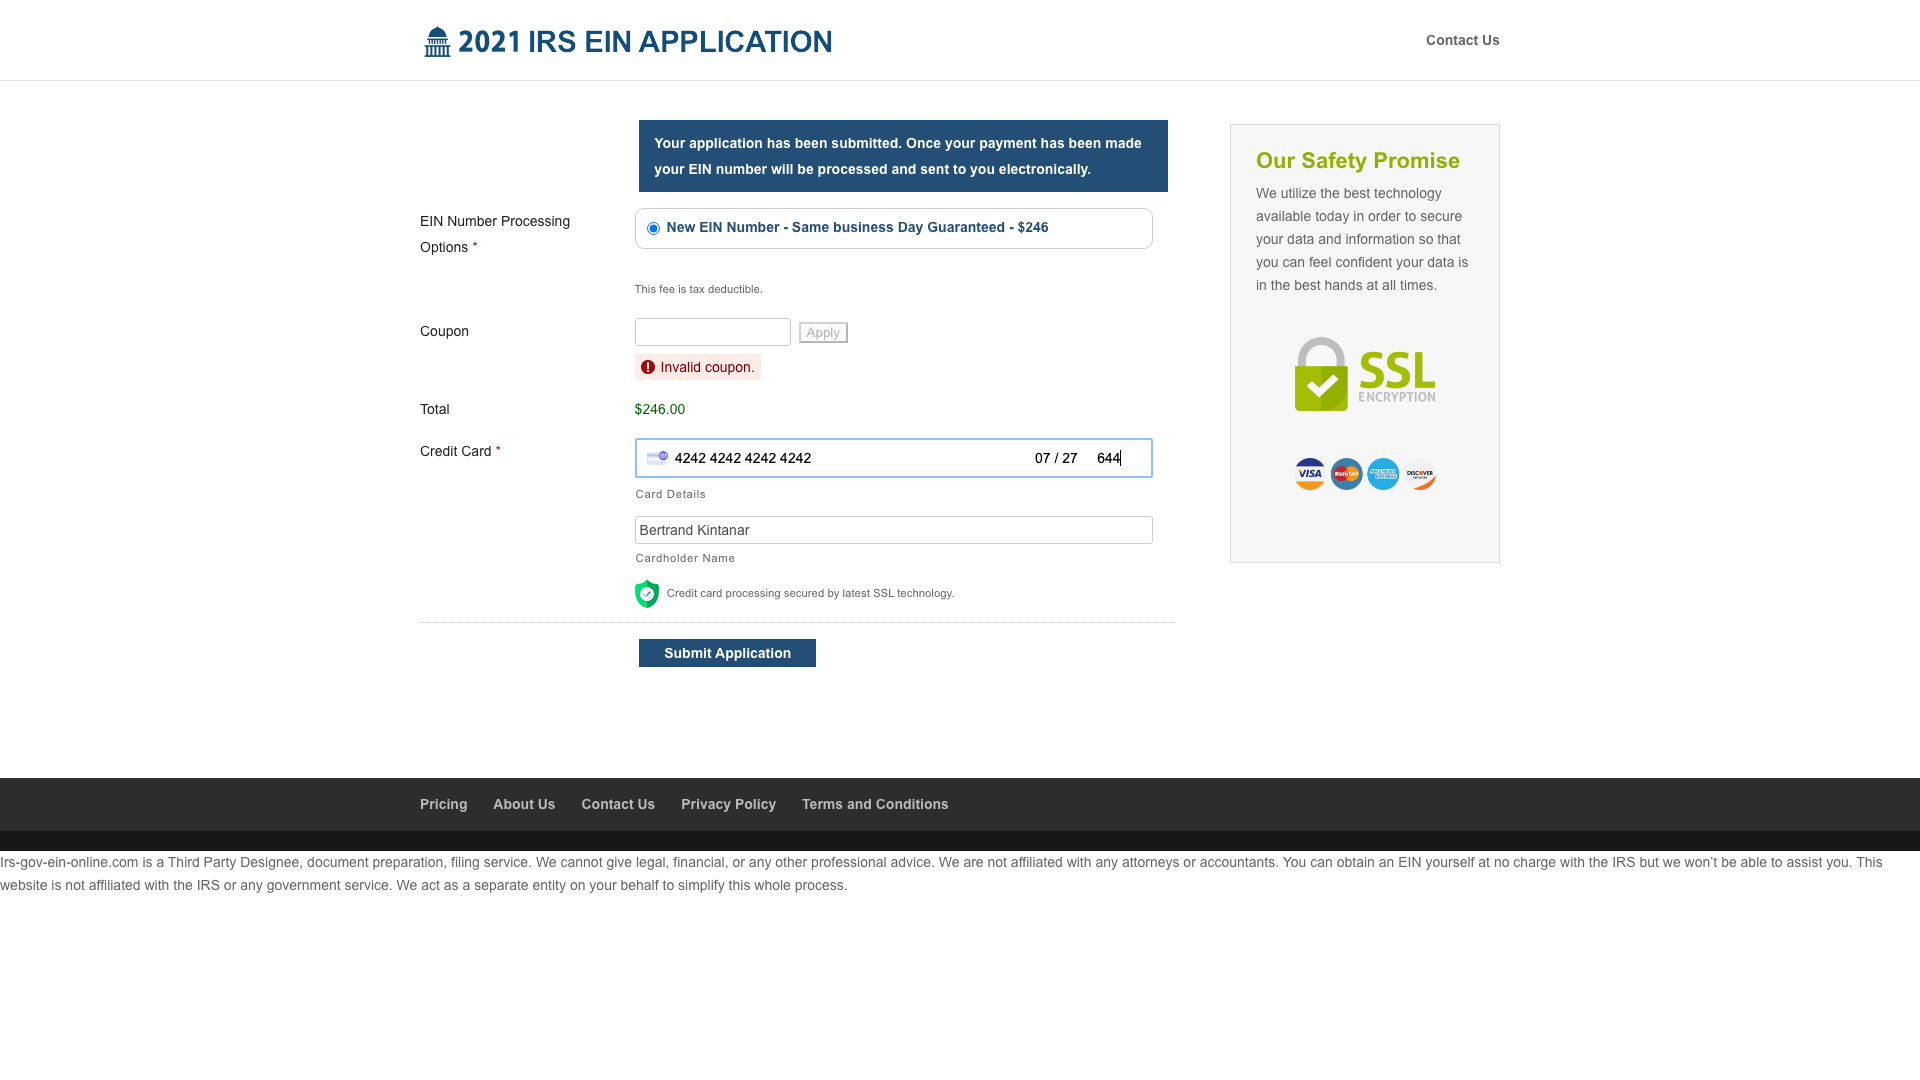 2021 IRS EIN APPLICATION
Contact Us
Your application has been submitted. Once your payment has been made
your EIN number will be processed and sent to you electronically.
EIN Number Processing
Options *
New EIN Number - Same business Day Guaranteed - $246
This fee is tax deductible.
Coupon
Apply
Invalid coupon.
Total
$246.00
Credit Card *
4242 4242 4242 4242
07 / 27
644
Card Details
Bertrand Kintanar
Cardholder Name
Credit card processing secured by latest SSL technology.
Submit Application
Our Safety Promise
We utilize the best technology
available today in order to secure
your data and information so that
you can feel confident your data is
in the best hands at all times.
SSL
ENCRYPTION
VISA
MasterCard
AMERICAN EXPRESS
DISCOVER
NETWORK
Pricing
About Us
Contact Us
Privacy Policy
Terms and Conditions
Irs-gov-ein-online.com is a Third Party Designee, document preparation, filing service. We cannot give legal, financial, or any other professional advice. We are not affiliated with any attorneys or accountants. You can obtain an EIN yourself at no charge with the IRS but we won't be able to assist you. This
website is not affiliated with the IRS or any government service. We act as a separate entity on your behalf to simplify this whole process.